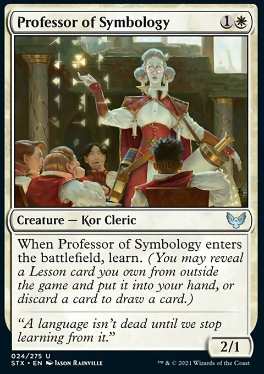 Professor of Symbology 1
Creature — Kor Cleric
When Professor of Symbology enters
the battlefield, learn. (You may reveal
a Lesson card you own from outside
the game and put it into your hand, or
discard a card to draw a card.)
“A language isn’t dead until we stop
learning from it.”
2/1
024/275 U
STX • EN Jason Rainville
™ & © 2021 Wizards of the Coast